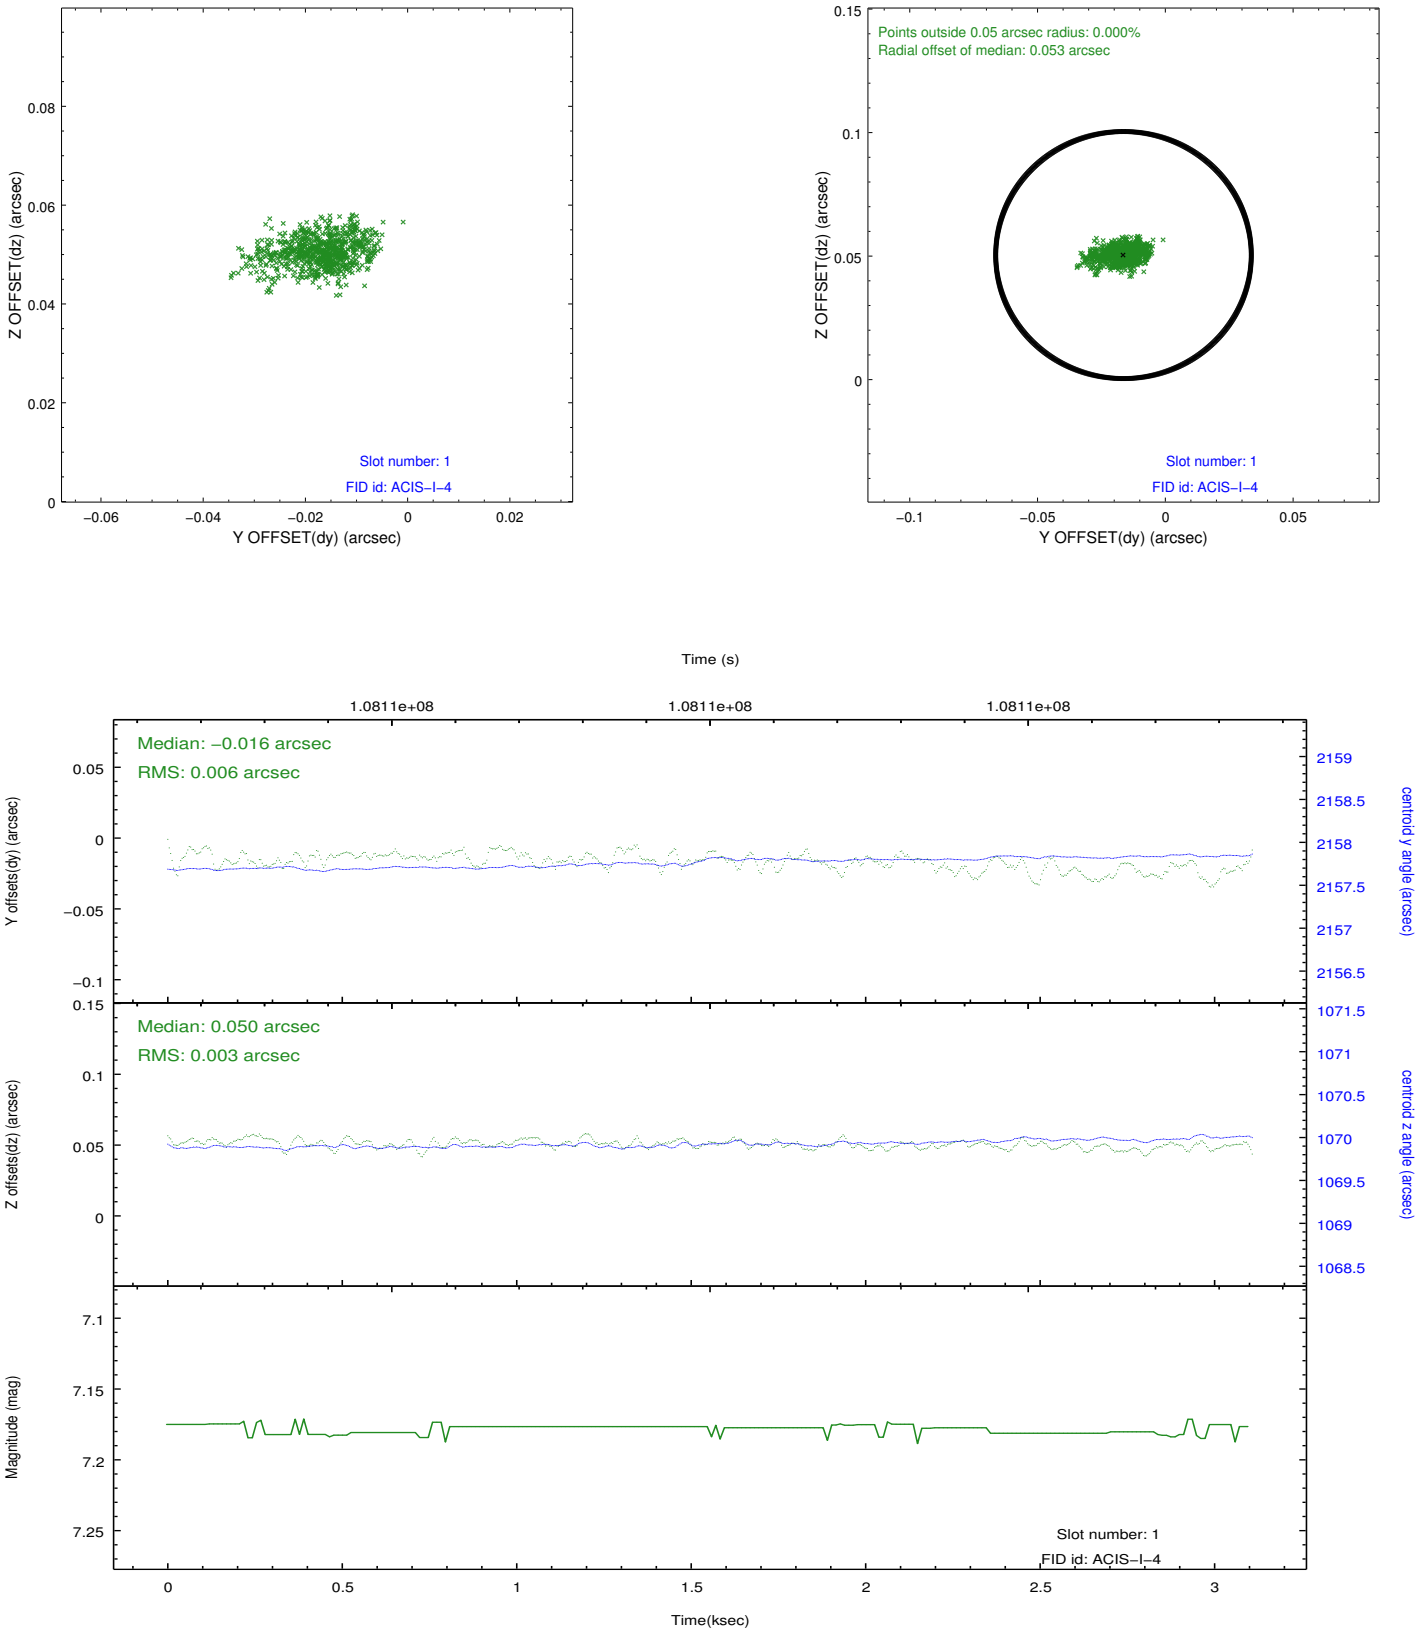 0.08
0.06
0.04
0.02
0
Z OFFSET(dz) (arcsec)
Slot number: 1
FID id: ACIS−I−4
−0.06 −0.04 −0.02 0 0.02
Y OFFSET(dy) (arcsec)
0.15
0.1
0.05
0
Z OFFSET(dz) (arcsec)
Points outside 0.05 arcsec radius: 0.000%
Radial offset of median: 0.053 arcsec
Slot number: 1
FID id: ACIS−I−4
−0.1 −0.05 0 0.05
Y OFFSET(dy) (arcsec)
Time (s)
1.0811e+08 1.0811e+08 1.0811e+08
Median: −0.016 arcsec
RMS: 0.006 arcsec
0.05
0
−0.05
−0.1
Y offsets(dy) (arcsec)
2159
2158.5
2158
2157.5
2157
2156.5
centroid y angle (arcsec)
Median: 0.050 arcsec
RMS: 0.003 arcsec
0.15
0.1
0.05
0
Z offsets(dz) (arcsec)
1071.5
1071
1070.5
1070
1069.5
1069
1068.5
centroid z angle (arcsec)
7.1
7.15
7.2
7.25
Magnitude (mag)
Slot number: 1
FID id: ACIS−I−4
0 0.5 1 1.5 2 2.5 3
Time(ksec)